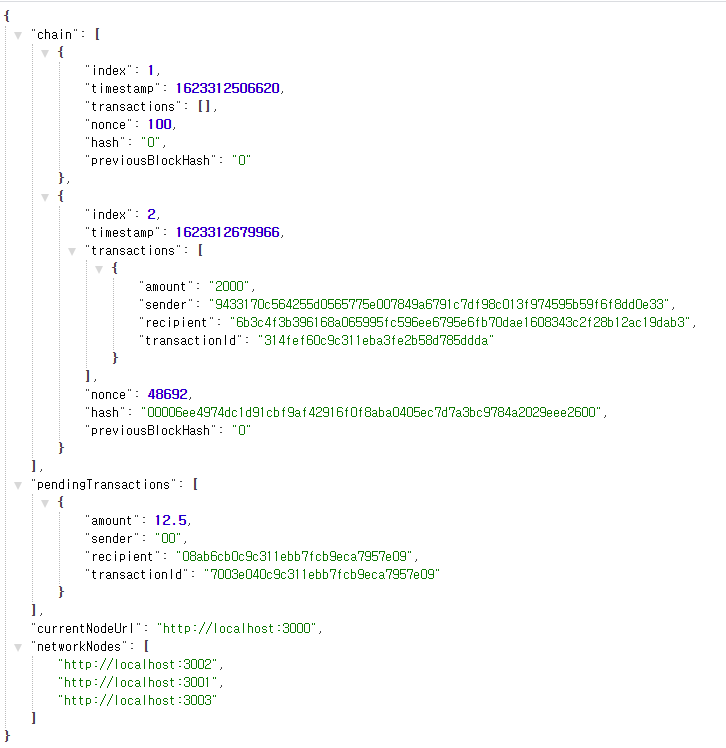 {
"chain": [
{
"index": 1,
"timestamp": 1623312506620,
"transactions": [],
"nonce": 100,
"hash": "0",
"previousBlockHash": "0"
},
{
"index": 2,
"timestamp": 1623312679966,
"transactions": [
{
"amount": "2000",
"sender": "9433170c564255d0565775e007849a6791c7df98c013f974595b59f6f8dd0e33",
"recipient": "6b3c4f3b396168a065995fc596ee6795e6fb70dae1608343c2f28b12ac19dab3",
"transactionId": "314fef60c9c311eba3fe2b58d785ddda"
}
],
"nonce": 48692,
"hash": "00006ee4974dc1d91cbf9af42916f0f8aba0405ec7d7a3bc9784a2029eee2600",
"previousBlockHash": "0"
}
],
"pendingTransactions": [
{
"amount": 12.5,
"sender": "00",
"recipient": "08ab6cb0c9c311ebb7fcb9eca7957e09",
"transactionId": "7003e040c9c311ebb7fcb9eca7957e09"
}
],
"currentNodeUrl": "http://localhost:3000",
"networkNodes": [
"http://localhost:3002",
"http://localhost:3001",
"http://localhost:3003"
]
}